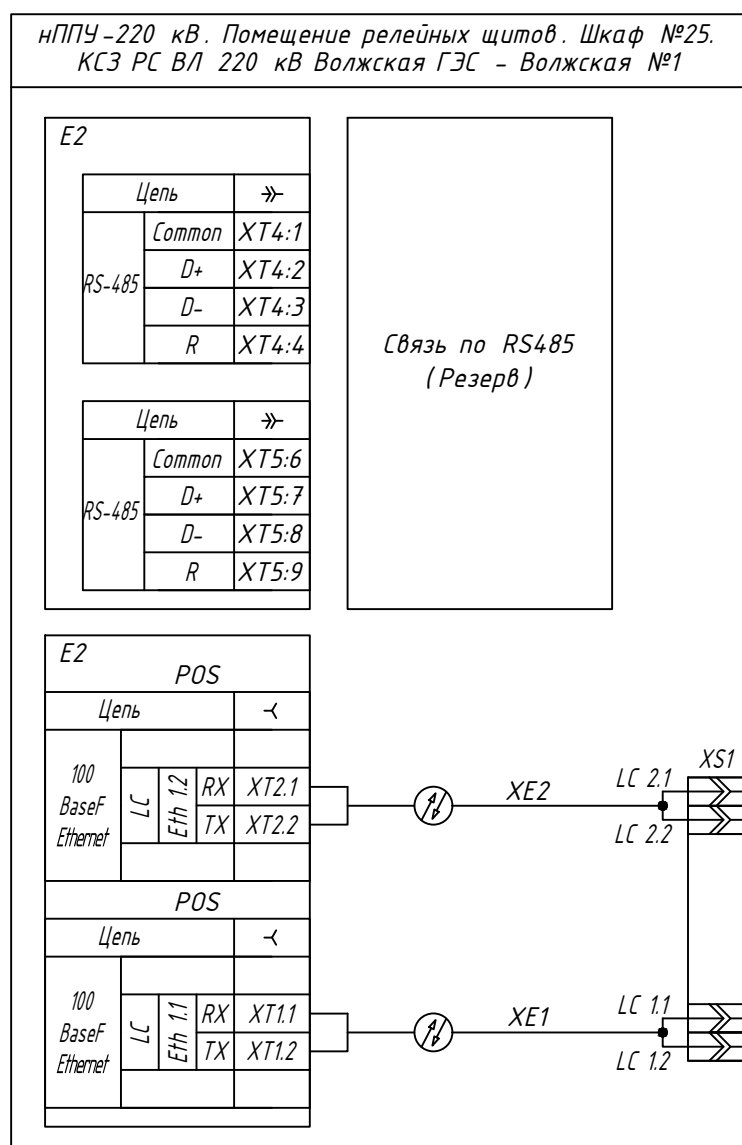 нППУ-220 кВ. Помещение релейных щитов. Шкаф №25.
КСЗ РС ВЛ 220 кВ Волжская ГЭС - Волжская №1
E2
Цепь
RS-485
Common XT4:1
D+ XT4:2
D- XT4:3
R XT4:4
Цепь
RS-485
Common XT5:6
D+ XT5:7
D- XT5:8
R XT5:9
Связь по RS485
(Резерв)
E2
POS
Цепь
100
BaseF
Ethernet
LC
Eth 1.2
RX XT2.1
TX XT2.2
XE2
LC 2.1
LC 2.2
XS1
POS
Цепь
100
BaseF
Ethernet
LC
Eth 1.1
RX XT1.1
TX XT1.2
XE1
LC 1.1
LC 1.2